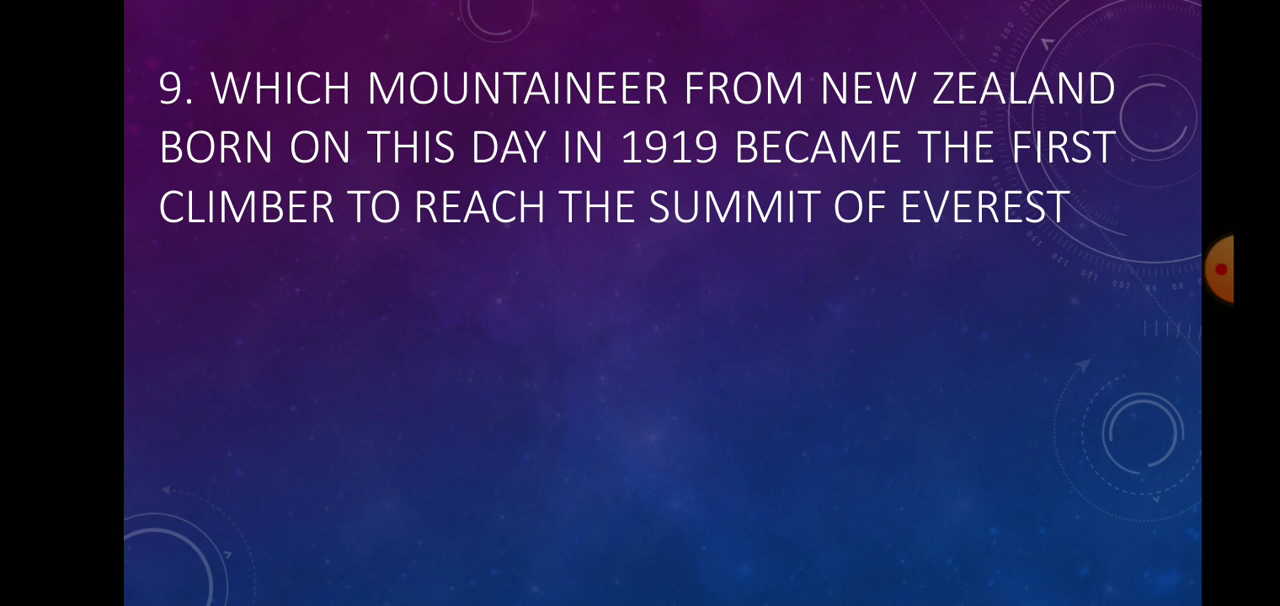 9. WHICH MOUNTAINEER FROM NEW ZEALAND
BORN ON THIS DAY IN 1919 BECAME THE FIRST
CLIMBER TO REACH THE SUMMIT OF EVEREST